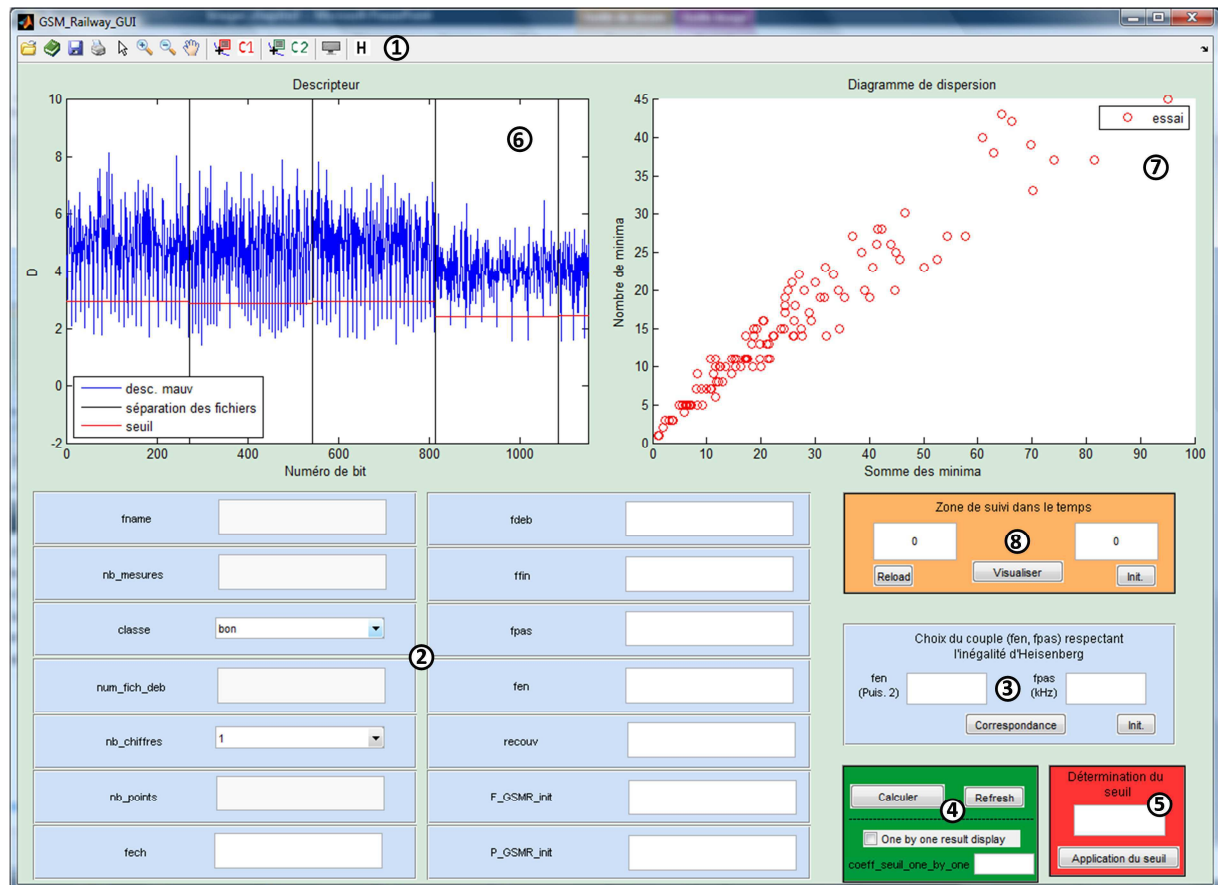 GSM_Railway_GUI
C1 C2 H ①
Descripteur
10
8
6
4
2
0
-2
D
⑥
desc. mauv
séparation des fichiers
seuil
0 200 400 600 800 1000
Numéro de bit
Diagramme de dispersion
45
40
35
30
25
20
15
10
5
0
Nombre de minima
essai
⑦
0 10 20 30 40 50 60 70 80 90 100
Somme des minima
fname
nb_mesures
classe bon
num_fich_deb
nb_chiffres 1
nb_points
fech
②
fdeb
ffin
fpas
fen
recouv
F_GSMR_init
P_GSMR_init
Zone de suivi dans le temps
0 ⑧ 0
Reload Visualiser Init.
Choix du couple (fen, fpas) respectant
l'inégalité d'Heisenberg
fen
(Puis. 2)
③
fpas
(kHz)
Correspondance Init.
Calculer Refresh
④
One by one result display
coeff_seuil_one_by_one
Détermination du
seuil
⑤
Application du seuil